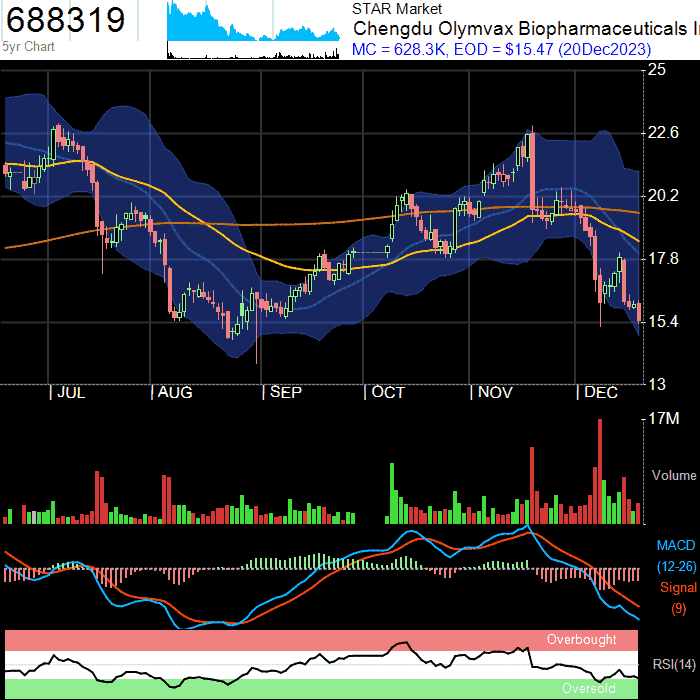 688319
5yr Chart
STAR Market
Chengdu Olymvax Biopharmaceuticals I
MC = 628.3K, EOD = $15.47 (20Dec2023)
25
22.6
20.2
17.8
15.4
13
JUL AUG SEP OCT NOV DEC
17M
Volume
MACD
(12-26)
Signal
(9)
Overbought
RSI(14)
Oversold